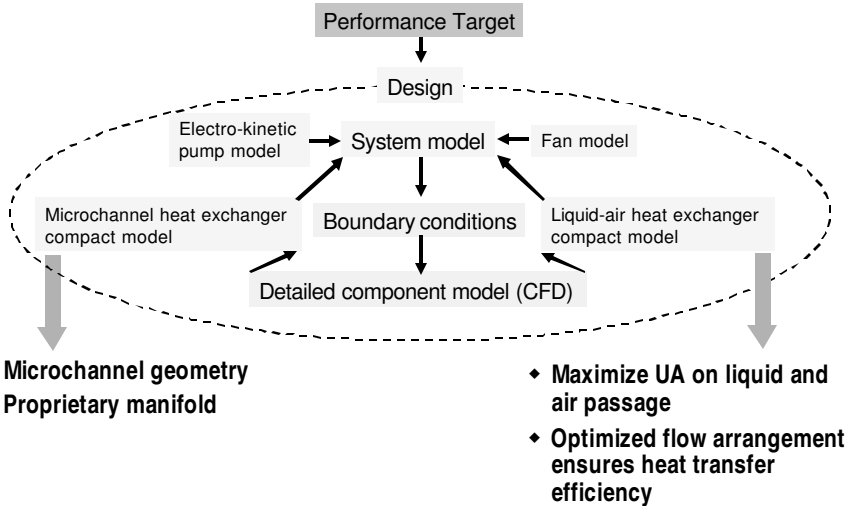 Performance Target
Design
Electro-kinetic
pump model
System model
Fan model
Microchannel heat exchanger
compact model
Boundary conditions
Liquid-air heat exchanger
compact model
Detailed component model (CFD)
Microchannel geometry
Proprietary manifold
◆ Maximize UA on liquid and
air passage
◆ Optimized flow arrangement
ensures heat transfer
efficiency